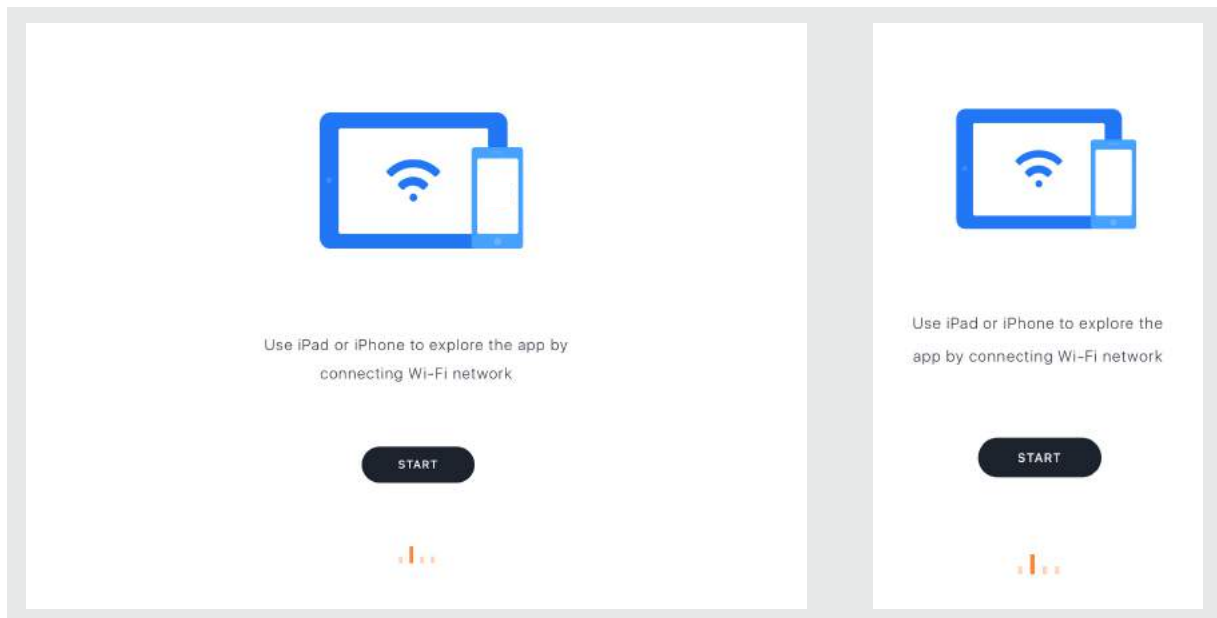 Use iPad or iPhone to explore the app by
connecting Wi-Fi network
START
Use iPad or iPhone to explore the
app by connecting Wi-Fi network
START